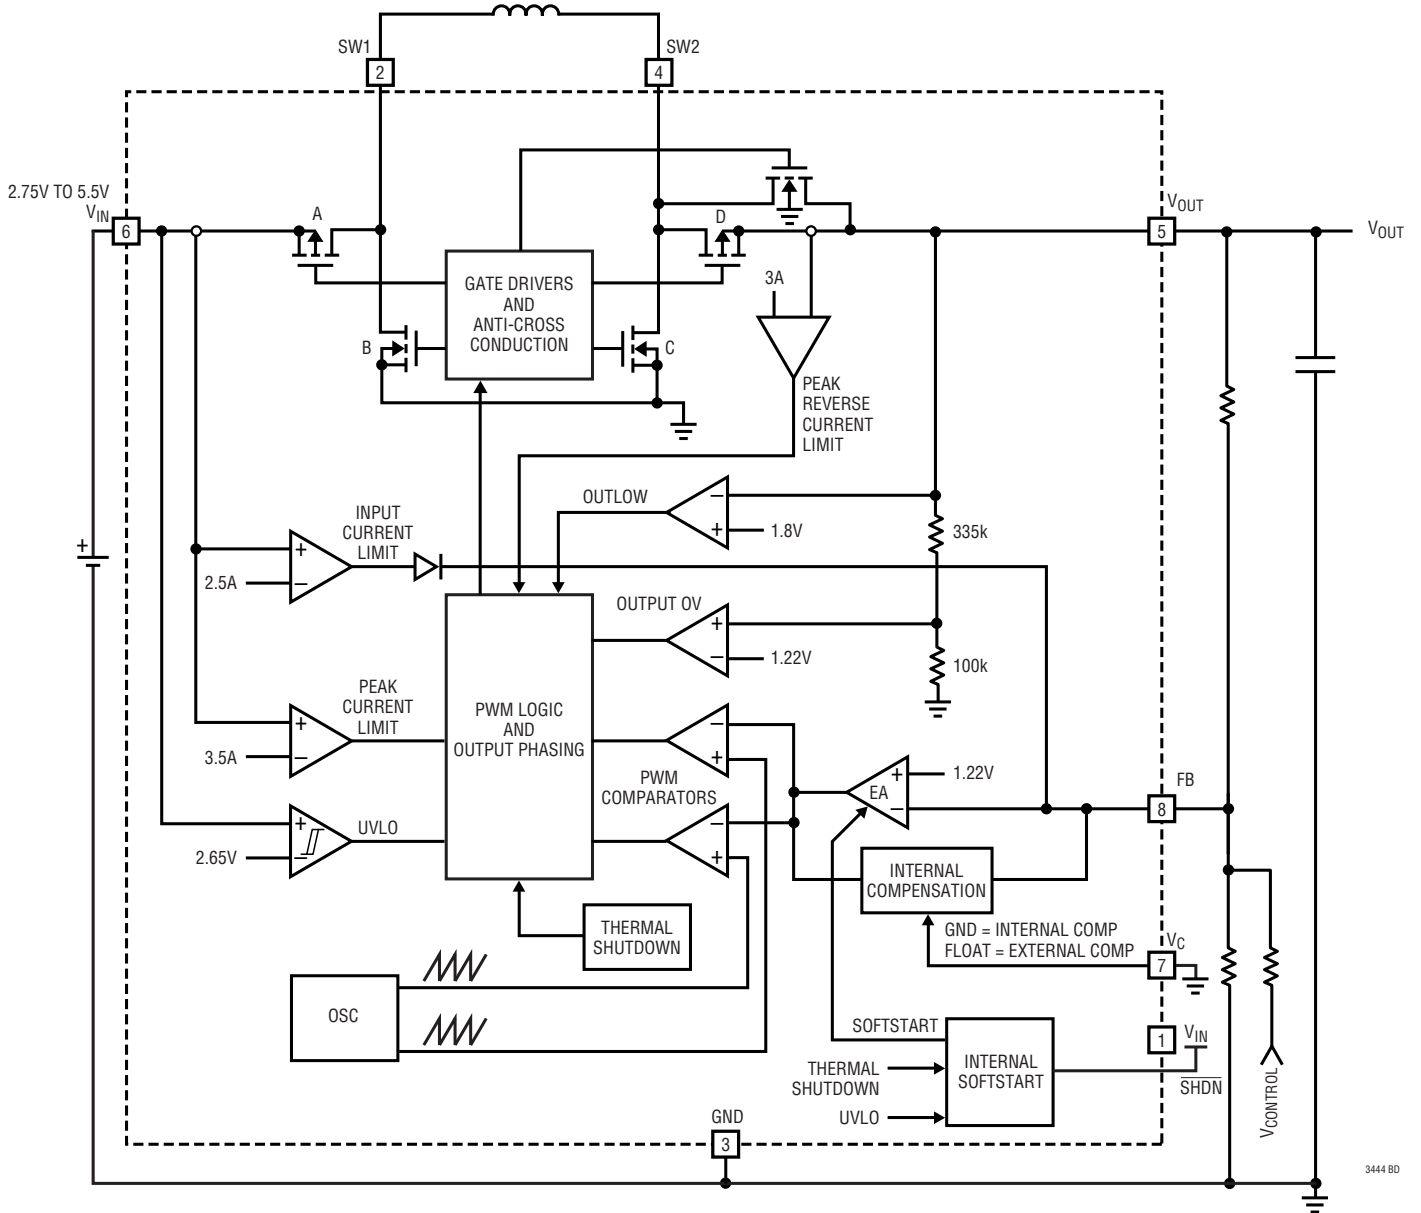 SW1
SW2
2
4
2.75V TO 5.5V
VIN
6
A
D
VOUT
5
VOUT
GATE DRIVERS
AND
ANTI-CROSS
CONDUCTION
3A
B
C
PEAK
REVERSE
CURRENT
LIMIT
INPUT
CURRENT
LIMIT
OUTLOW
–
+
1.8V
335k
+
+
–
2.5A
OUTPUT OV
+
–
1.22V
100k
PEAK
CURRENT
LIMIT
+
–
3.5A
PWM LOGIC
AND
OUTPUT PHASING
–
+
PWM
COMPARATORS
–
+
EA
+
–
1.22V
FB
8
UVLO
+
–
2.65V
INTERNAL
COMPENSATION
THERMAL
SHUTDOWN
GND = INTERNAL COMP
FLOAT = EXTERNAL COMP
VC
7
OSC
SOFTSTART
INTERNAL
SOFTSTART
THERMAL
SHUTDOWN
UVLO
1
VIN
SHDN
VCONTROL
GND
3
3444 BD